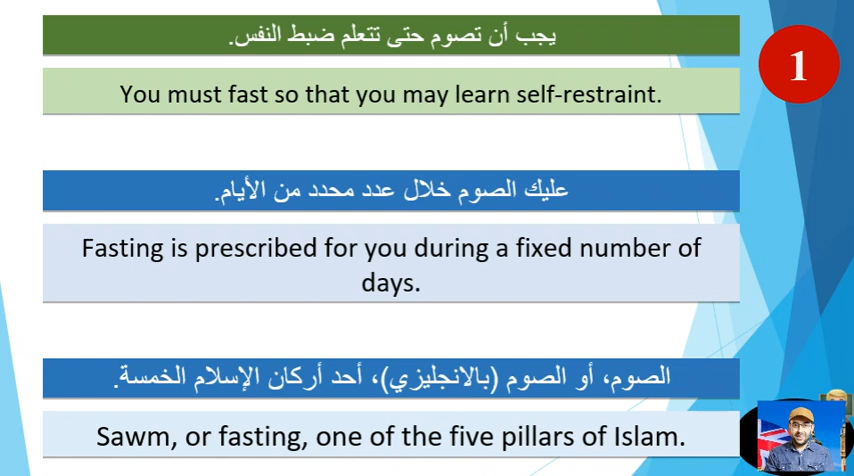 يجب أن تصوم حتى تتعلم ضبط النفس.
1
You must fast so that you may learn self-restraint.
عليك الصوم خلال عدد محدد من الأيام.
Fasting is prescribed for you during a fixed number of
days.
الصوم، أو الصوم (بالانجليزي)، أحد أركان الإسلام الخمسة.
Sawm, or fasting, one of the five pillars of Islam.